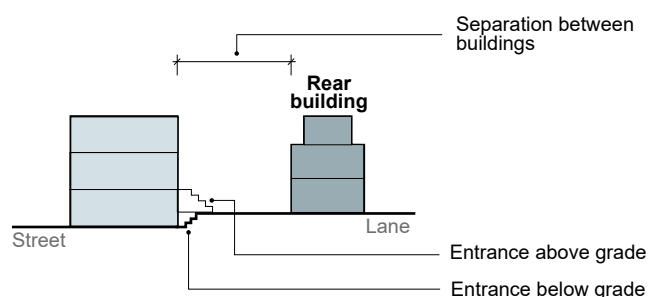 Separation between
buildings
Rear
building
Street
Lane
Entrance above grade
Entrance below grade